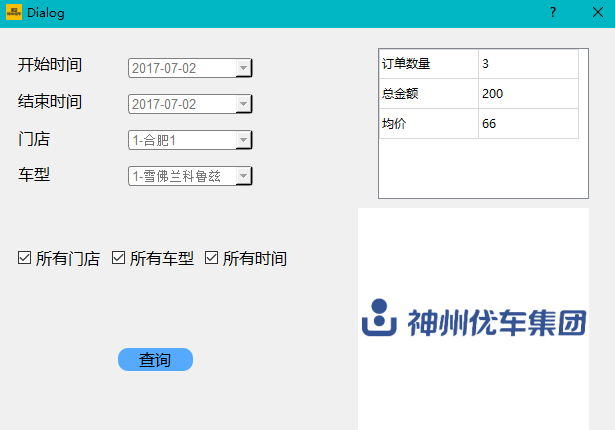 Dialog
开始时间 2017-07-02
结束时间 2017-07-02
门店 1-合肥1
车型 1-雪佛兰科鲁兹
所有门店 所有车型 所有时间
查询
订单数量 3
总金额 200
均价 66
神州优车集团